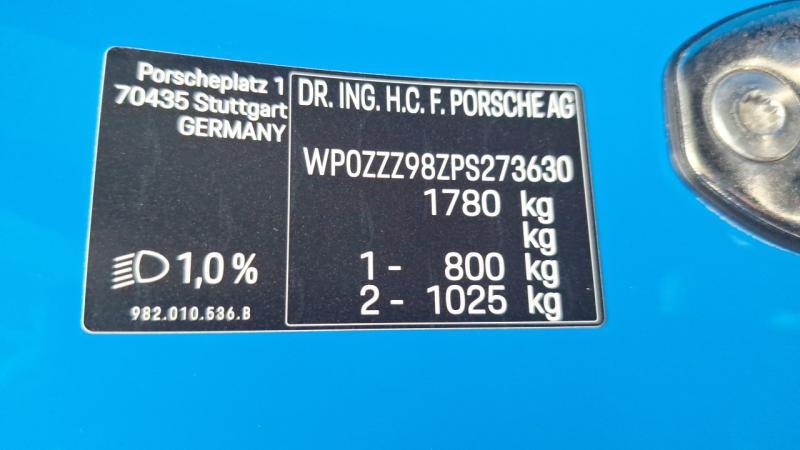 Porscheplatz 1
70435 Stuttgart
GERMANY
1,0%
982.010.536.B
DR. ING. H.C. F. PORSCHE AG
WP0ZZZ98ZPS273630
1780 kg
kg
1 - 800 kg
2 - 1025 kg